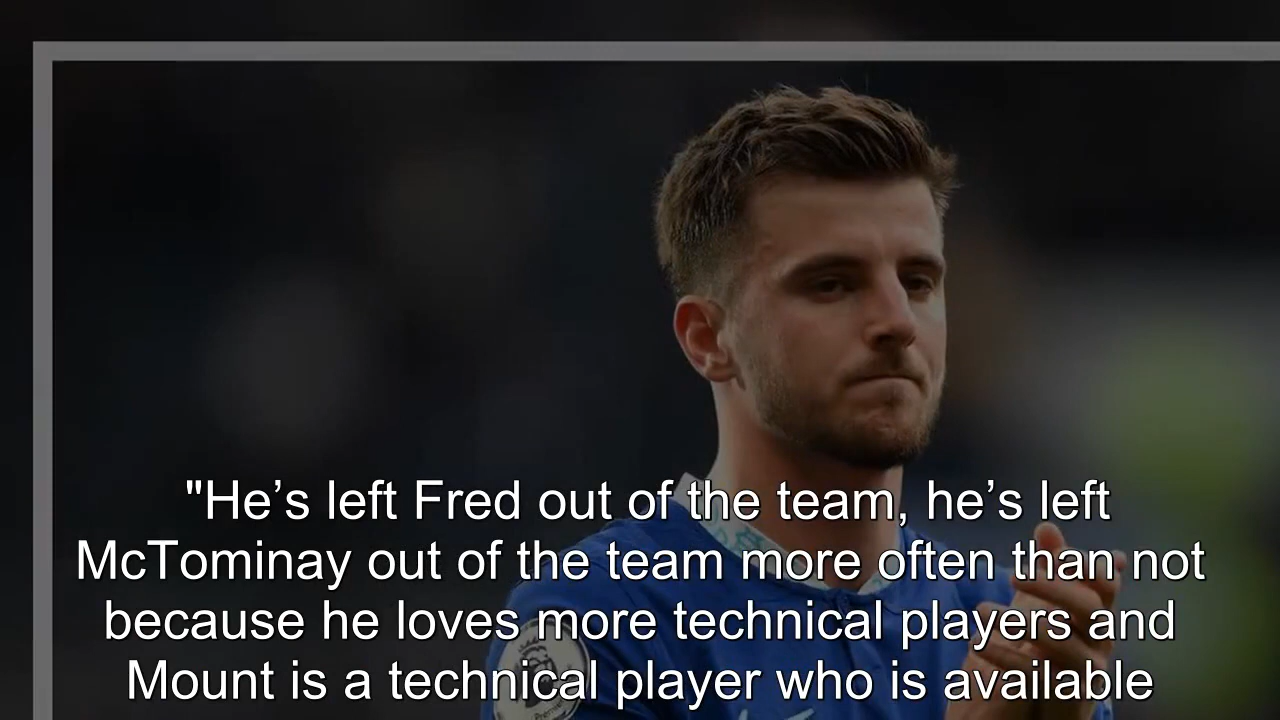 "He’s left Fred out of the team, he’s left
McTominay out of the team more often than not
because he loves more technical players and
Mount is a technical player who is available